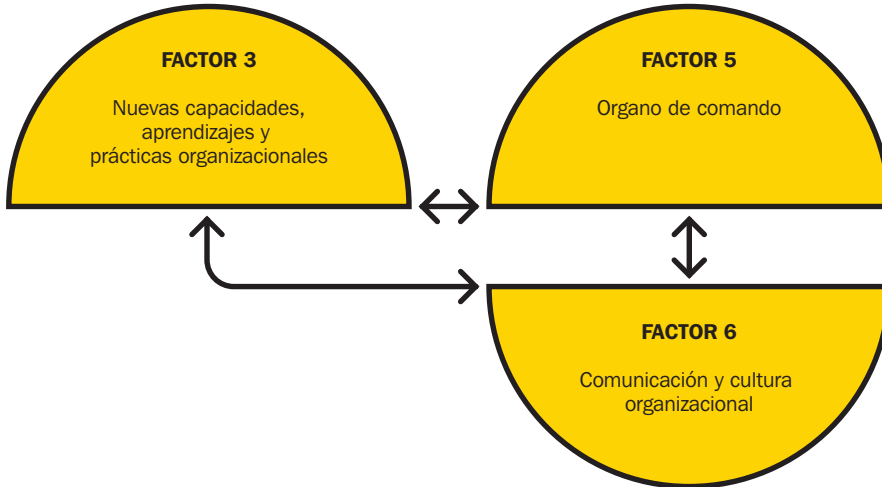 FACTOR 3
Nuevas capacidades,
aprendizajes y
prácticas organizacionales
FACTOR 5
Organo de comando
FACTOR 6
Comunicación y cultura
organizacional